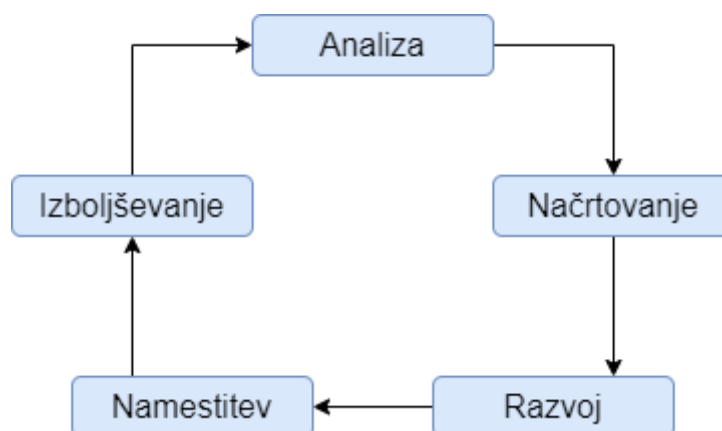 Analiza
Izboljševanje
Načrtovanje
Namestitev
Razvoj